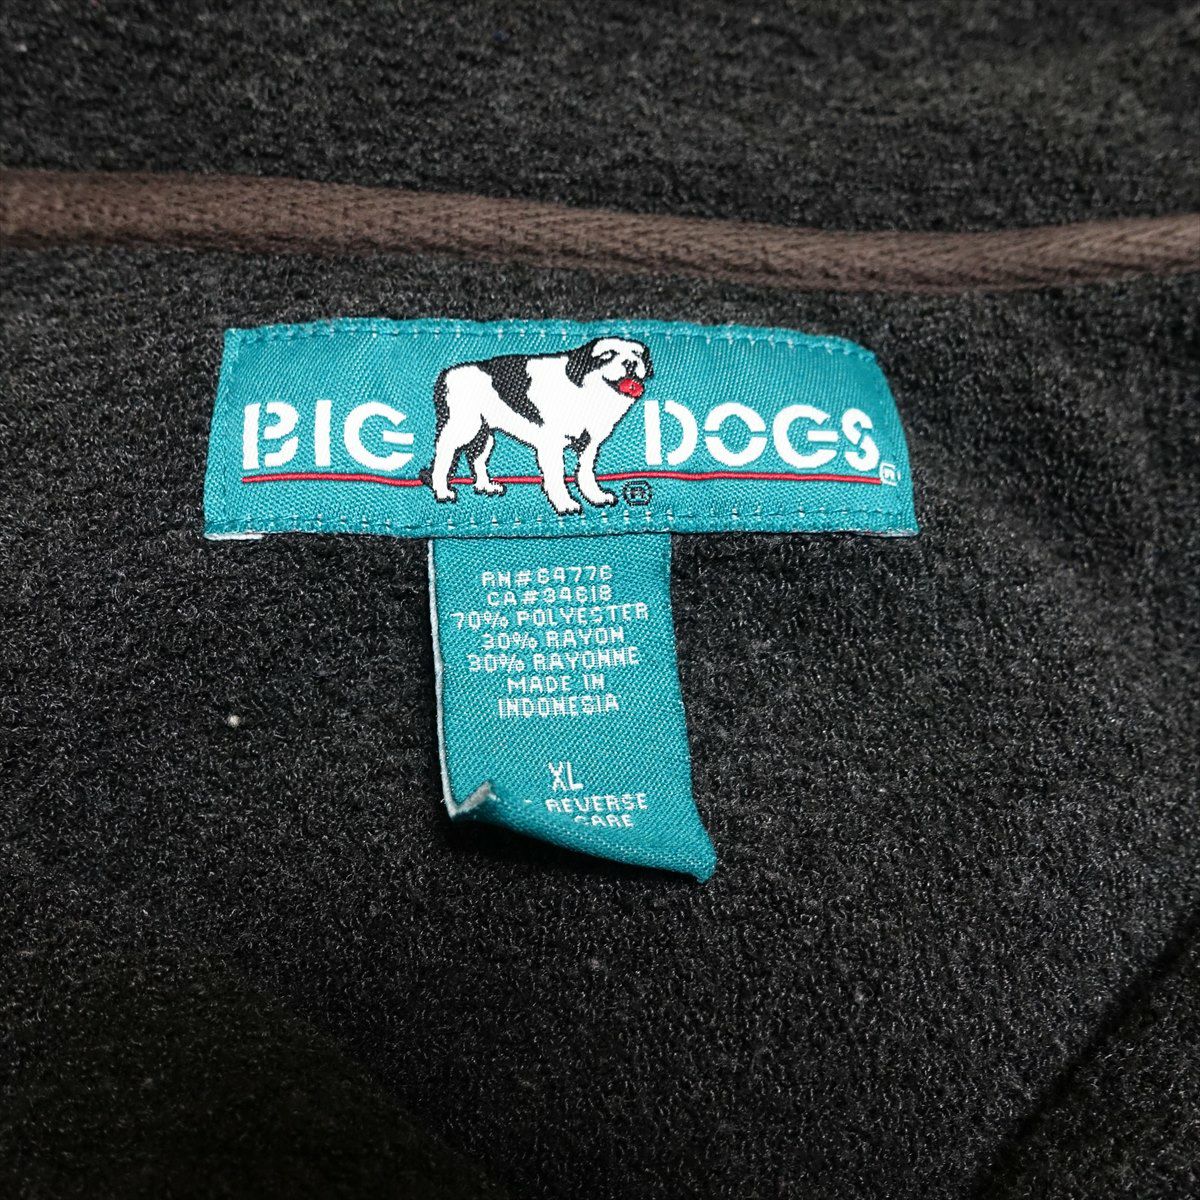 BIG DOGS
RN#64776
CA#34618
70% POLYESTER
30% RAYON
30% RAYONNE
MADE IN
INDONESIA
XL
REVERSE
CARE